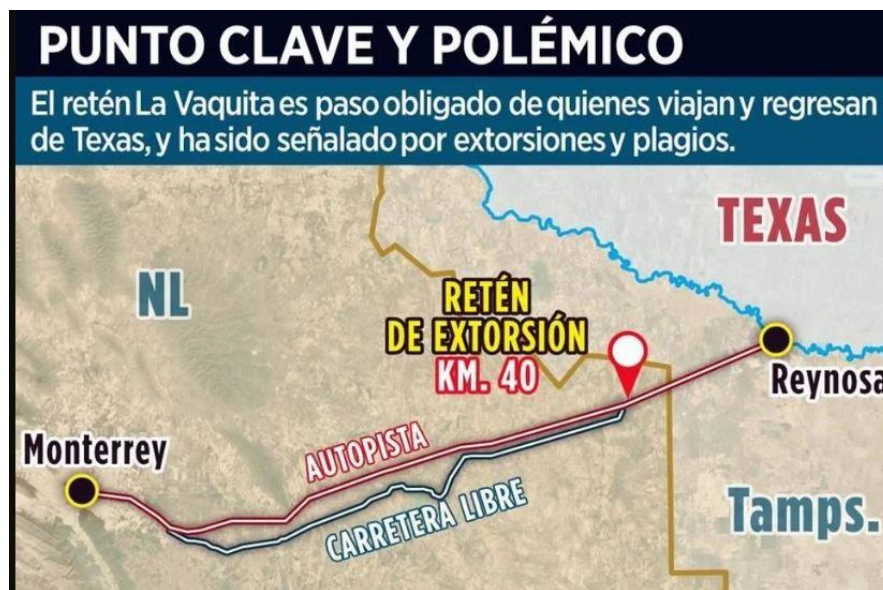 PUNTO CLAVE Y POLÉMICO
El retén La Vaquita es paso obligado de quienes viajan y regresan
de Texas, y ha sido señalado por extorsiones y plagios.
TEXAS
NL
RETÉN
DE EXTORSIÓN
KM. 40
Reynosa
Monterrey
AUTOPISTA
CARRETERA LIBRE
Tamps.